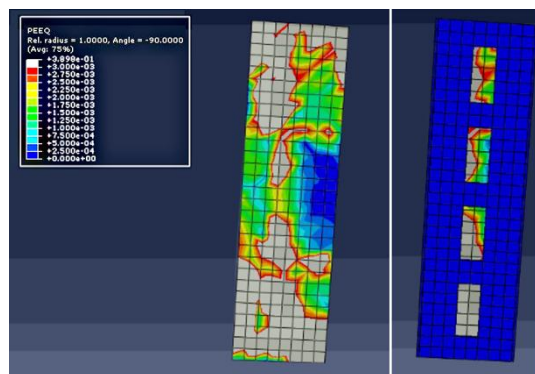 PEEQ
Rel. radius = 1.0000, Angle = -90.0000
(Avg: 75%)
+3.898e-01
+3.000e-03
+2.750e-03
+2.500e-03
+2.250e-03
+2.000e-03
+1.750e-03
+1.500e-03
+1.250e-03
+1.000e-03
+7.500e-04
+5.000e-04
+2.500e-04
+0.000e+00